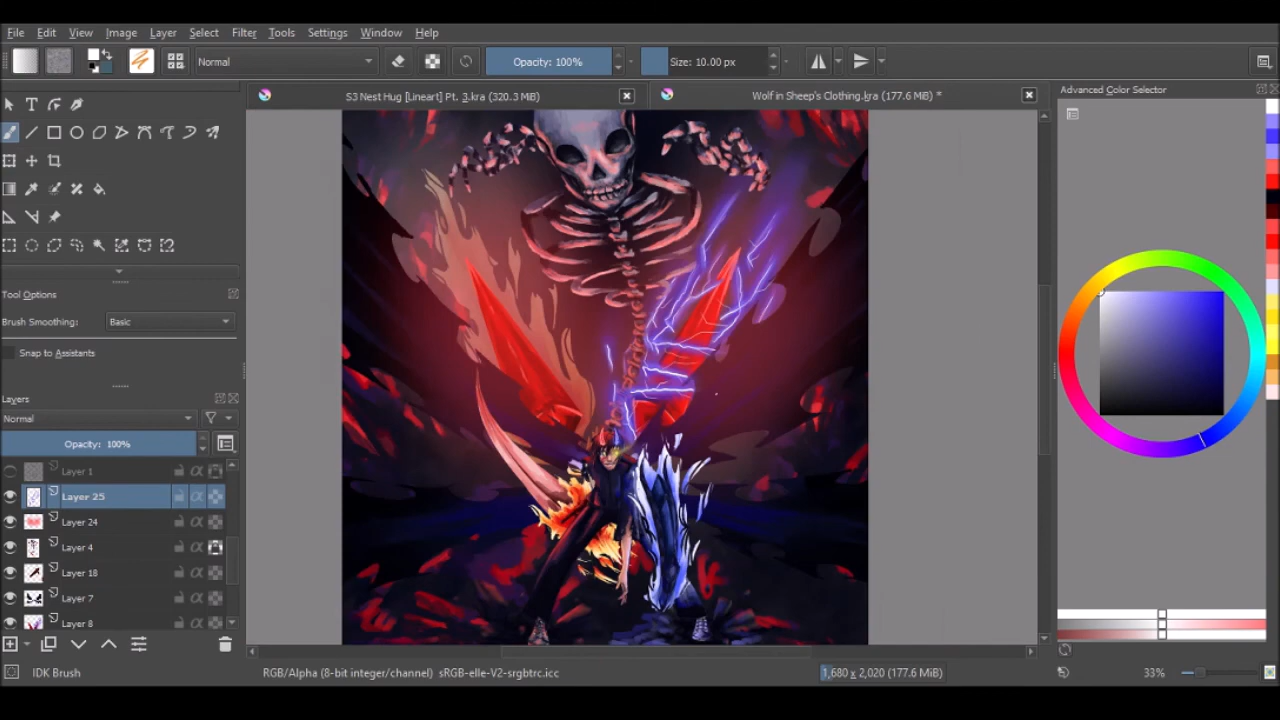 File Edit View Image Layer Select Filter Tools Settings Window Help
Normal Opacity: 100% Size: 10.00 px
S3 Nest Hug [Lineart] Pt. 3.kra (320.3 MiB)
Wolf in Sheep's Clothing.kra (177.6 MiB) *
Advanced Color Selector
Tool Options
Brush Smoothing: Basic
Snap to Assistants
Layers
Normal
Opacity: 100%
Layer 1
Layer 25
Layer 24
Layer 4
Layer 18
Layer 7
Layer 8
IDK Brush
RGB/Alpha (8-bit integer/channel) sRGB-elle-V2-srgbtrc.icc
1,680 x 2,020 (177.6 MiB)
33%